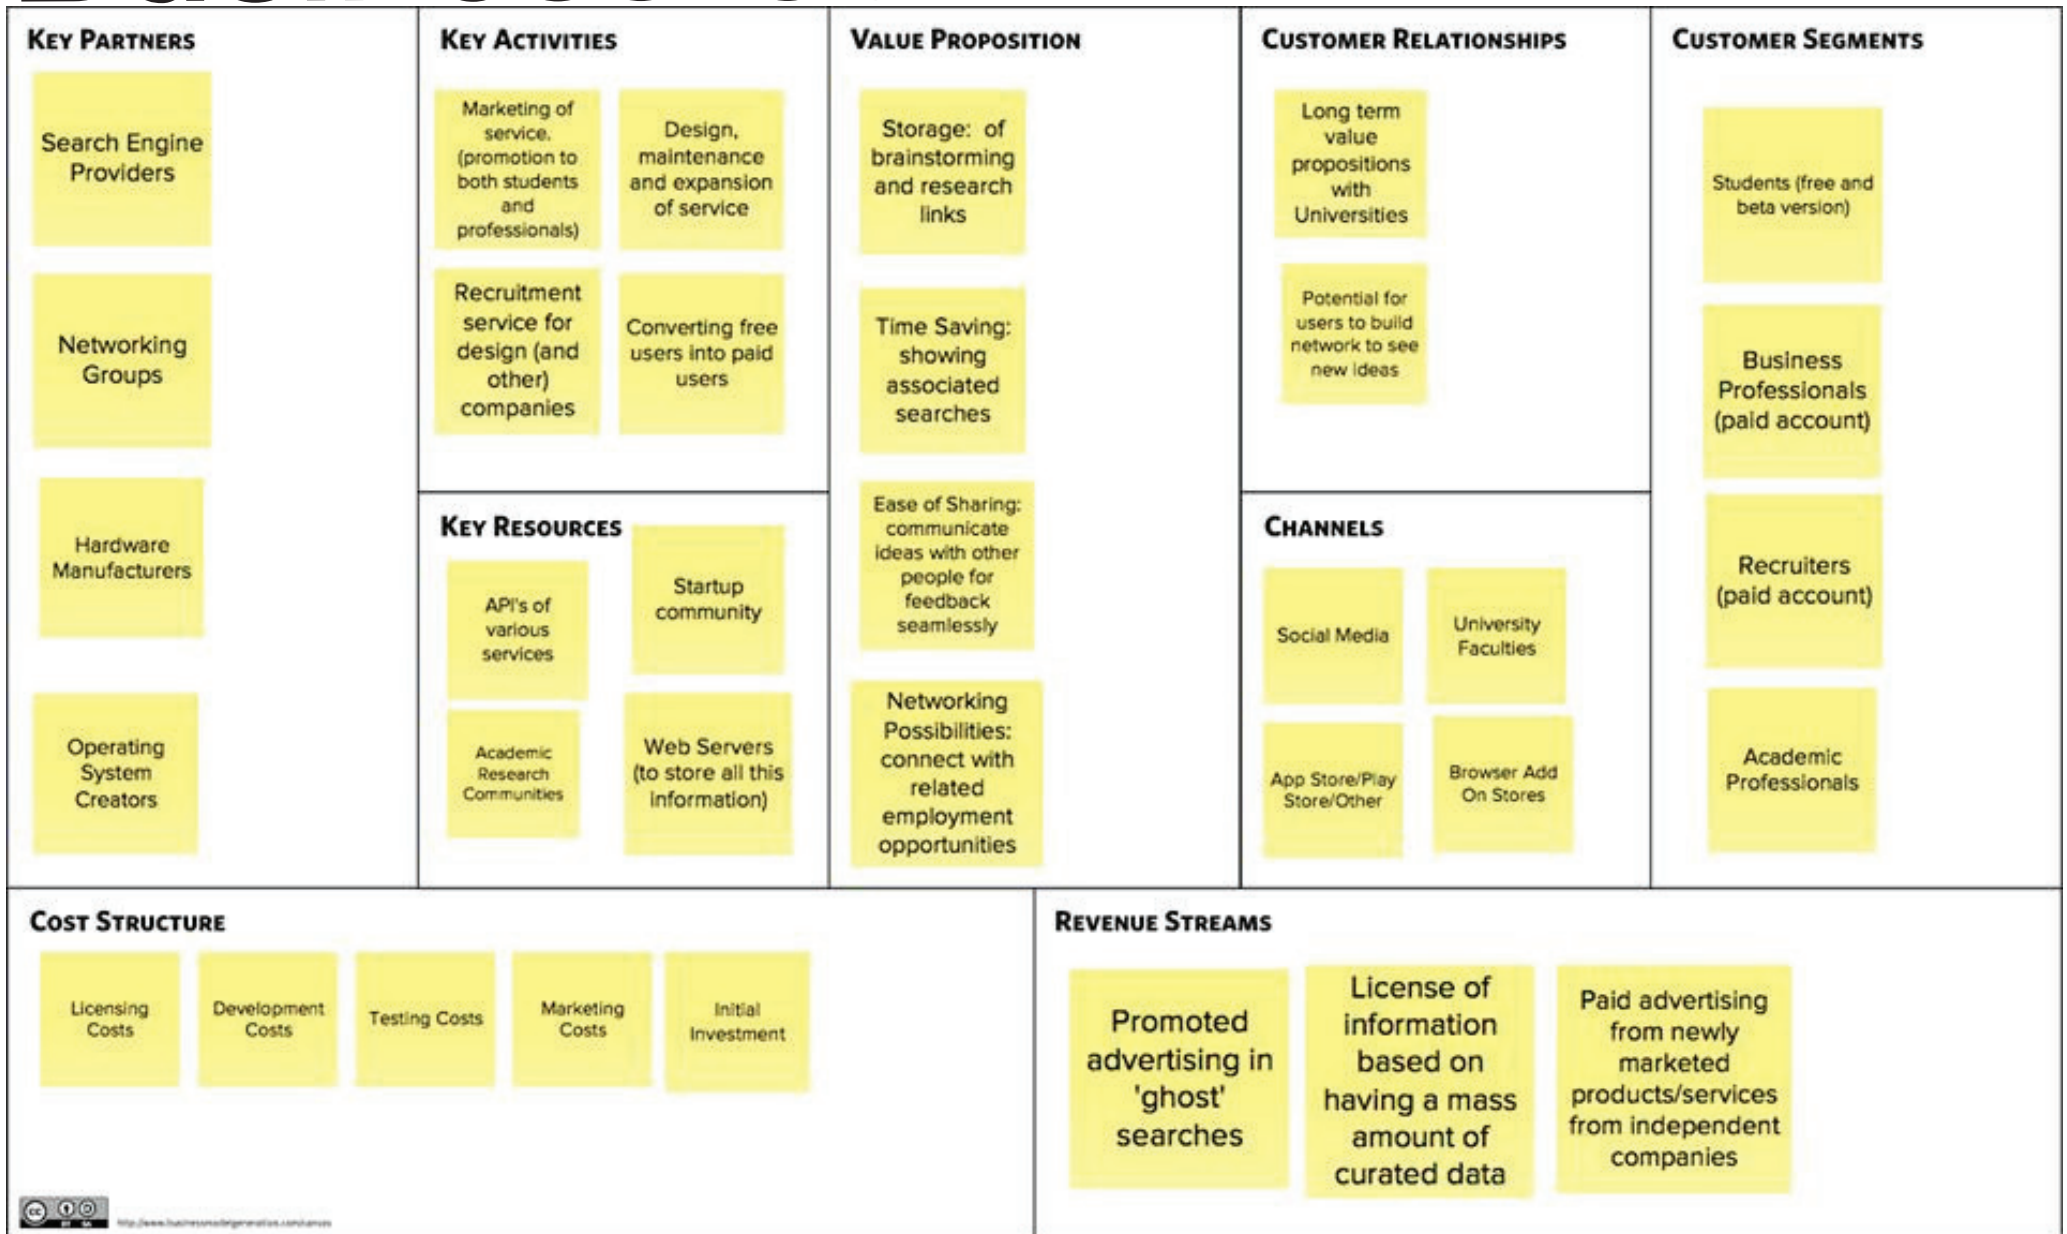 KEY PARTNERS
Search Engine
Providers
Networking
Groups
Hardware
Manufacturers
Operating
System
Creators
KEY ACTIVITIES
Marketing of
service.
(promotion to
both students
and
professionals)
Design,
maintenance
and expansion
of service
Recruitment
service for
design (and
other)
companies
Converting free
users into paid
users
KEY RESOURCES
API's of
various
services
Startup
community
Academic
Research
Communities
Web Servers
(to store all this
information)
VALUE PROPOSITION
Storage: of
brainstorming
and research
links
Time Saving:
showing
associated
searches
Ease of Sharing:
communicate
ideas with other
people for
feedback
seamlessly
Networking
Possibilities:
connect with
related
employment
opportunities
CUSTOMER RELATIONSHIPS
Long term
value
propositions
with
Universities
Potential for
users to build
network to see
new ideas
CHANNELS
Social Media
University
Faculties
App Store/Play
Store/Other
Browser Add
On Stores
CUSTOMER SEGMENTS
Students (free and
beta version)
Business
Professionals
(paid account)
Recruiters
(paid account)
Academic
Professionals
COST STRUCTURE
Licensing
Costs
Development
Costs
Testing Costs
Marketing
Costs
Initial
Investment
REVENUE STREAMS
Promoted
advertising in
'ghost'
searches
License of
information
based on
having a mass
amount of
curated data
Paid advertising
from newly
marketed
products/services
from independent
companies
http://www.businessmodelgeneration.com/canvas